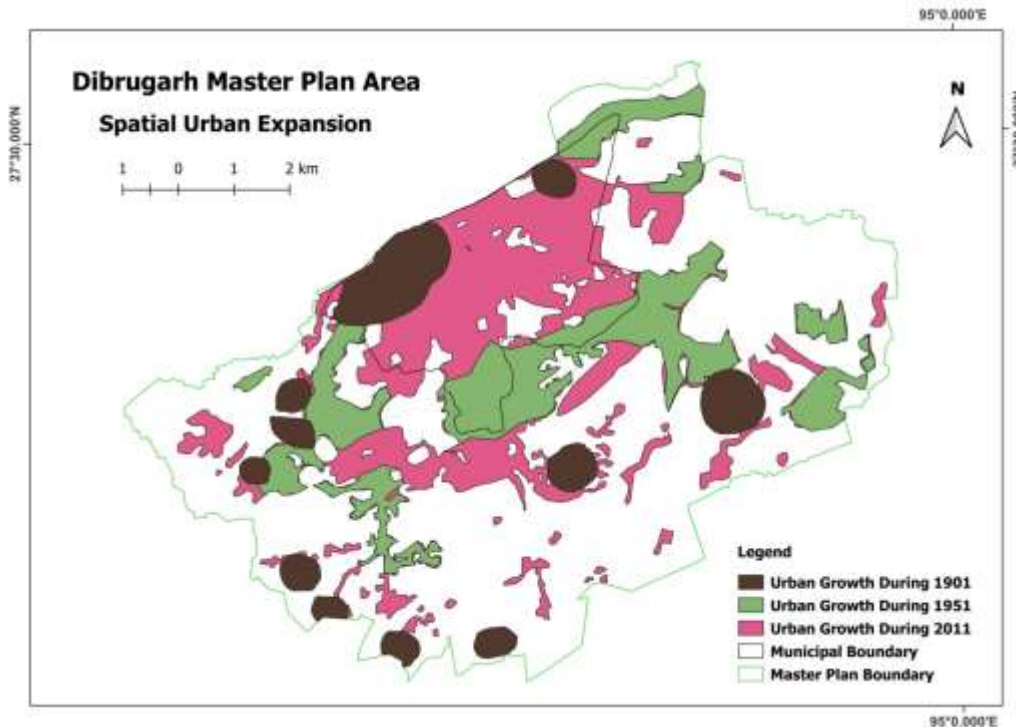 95°0.000'E
Dibrugarh Master Plan Area
Spatial Urban Expansion
N
27°30.000'N
1 0 1 2 km
Legend
Urban Growth During 1901
Urban Growth During 1951
Urban Growth During 2011
Municipal Boundary
Master Plan Boundary
95°0.000'E